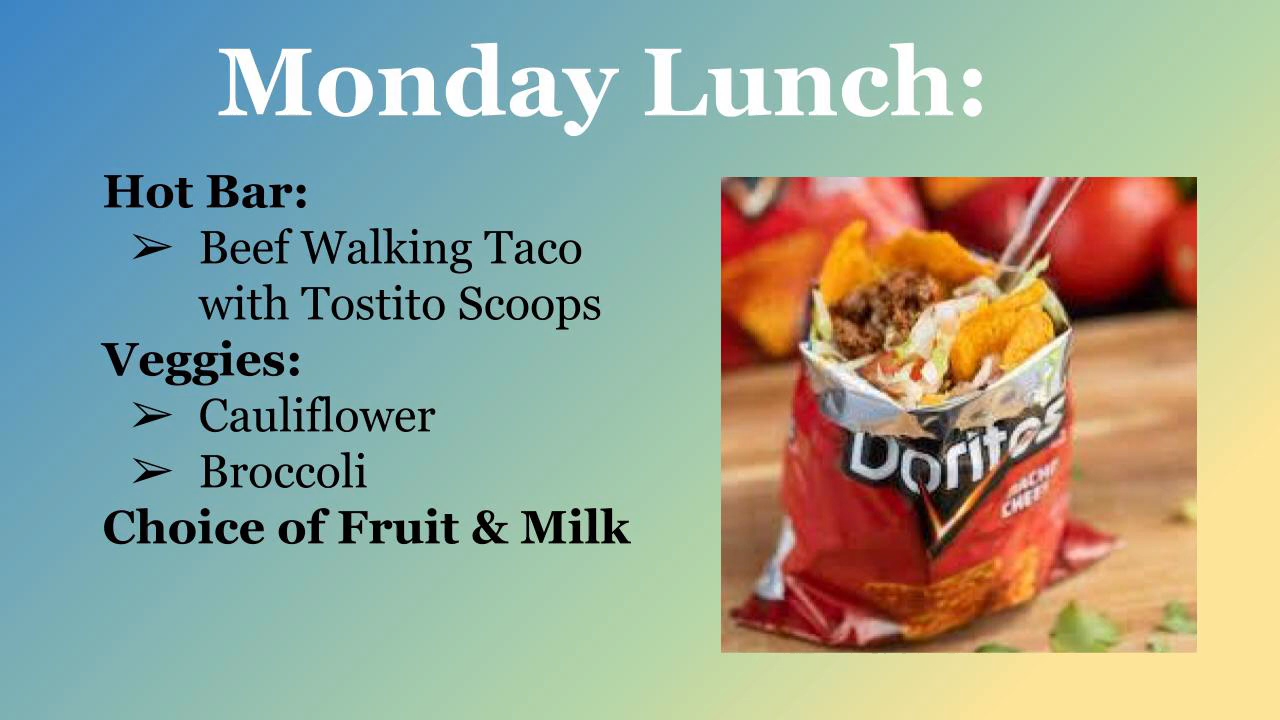 Monday Lunch:
Hot Bar:
➢ Beef Walking Taco
with Tostito Scoops
Veggies:
➢ Cauliflower
➢ Broccoli
Choice of Fruit & Milk
Doritos
NACHO
CHEESE